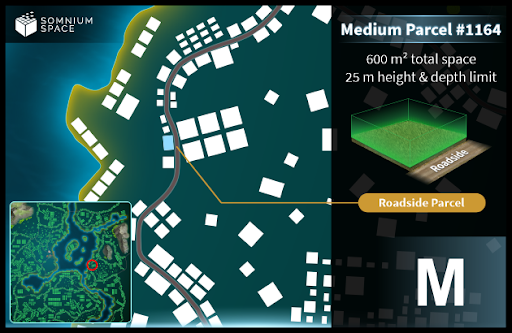 SOMNIUM
SPACE
Medium Parcel #1164
600 m² total space
25 m height & depth limit
Roadside
Roadside Parcel
M